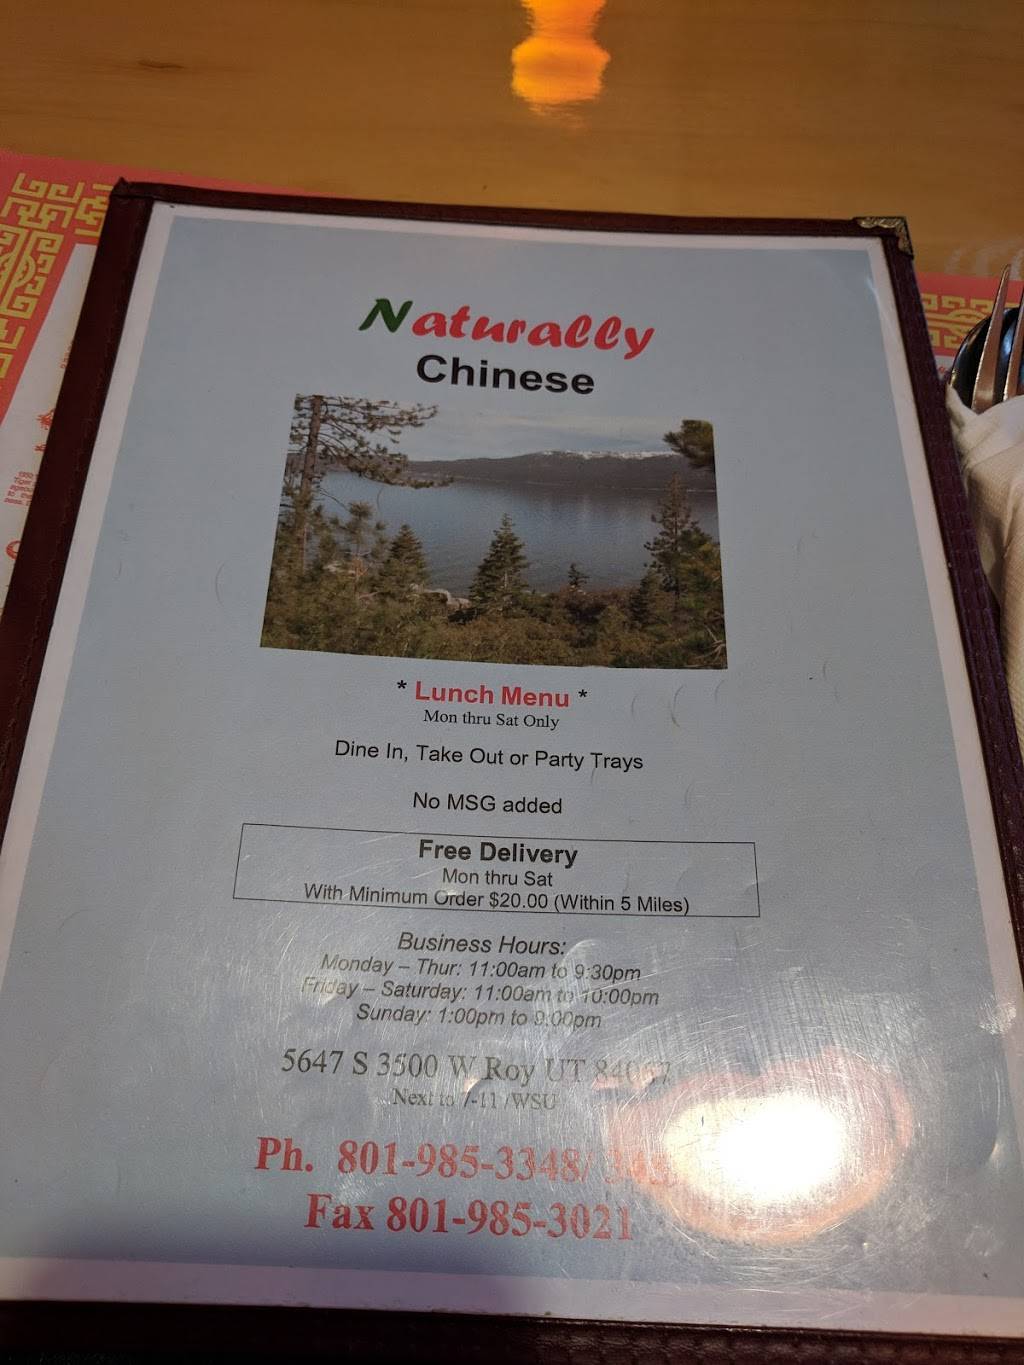 Naturally
Chinese
* Lunch Menu *
Mon thru Sat Only
Dine In, Take Out or Party Trays
No MSG added
Free Delivery
Mon thru Sat
With Minimum Order $20.00 (Within 5 Miles)
Business Hours:
Monday – Thur: 11:00am to 9:30pm
Friday – Saturday: 11:00am to 10:00pm
Sunday: 1:00pm to 9:00pm
5647 S 3500 W Roy UT 84067
Next to 7-11 /WSU
Ph. 801-985-3348/
Fax 801-985-3021